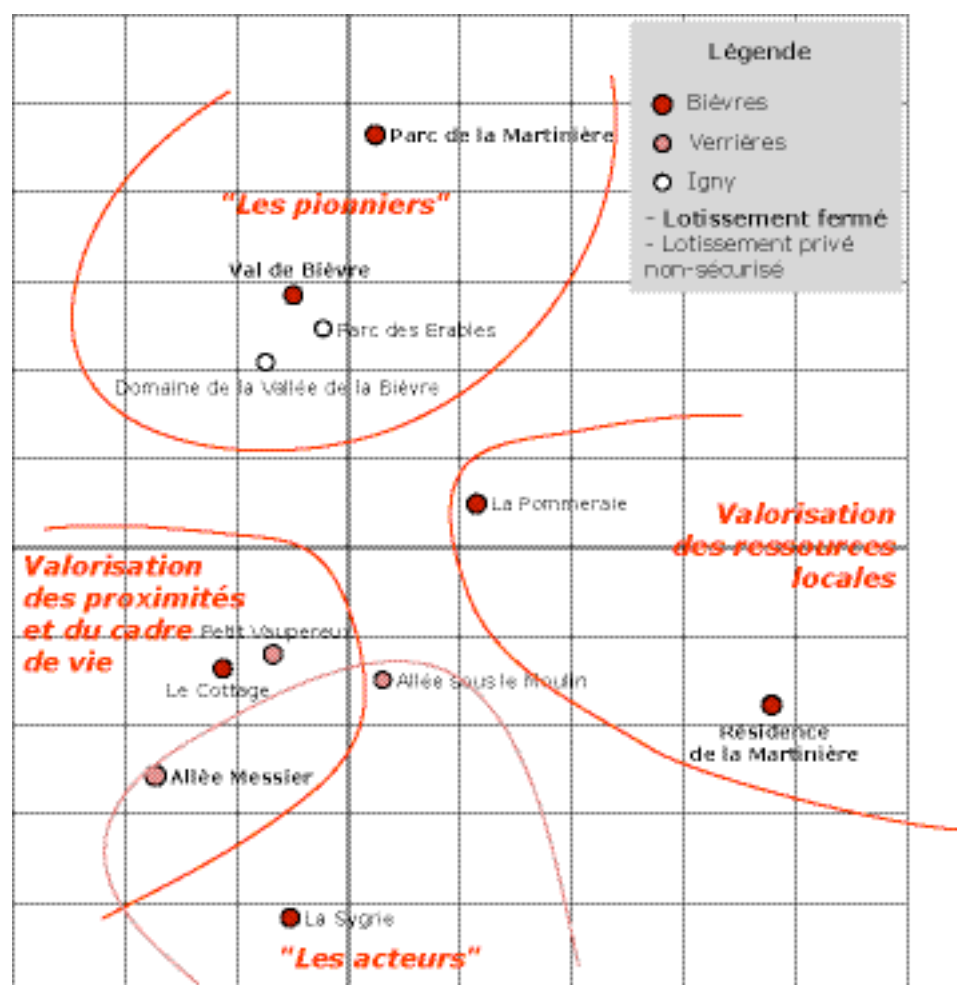 Légende
Bièvres
Verrières
Igny
- Lotissement fermé
- Lotissement privé
non-sécurisé
Parc de la Martinière
"Les pionniers"
Val de Bièvre
Parc des Erables
Domaine de la Vallée de la Bièvre
La Pommeraie
Valorisation
des ressources
locales
Valorisation
des proximités
et du cadre
de vie
Petit Vaupereux
Le Cottage
Allée sous le Moulin
Résidence
de la Martinière
Allée Messier
La Sygrie
"Les acteurs"